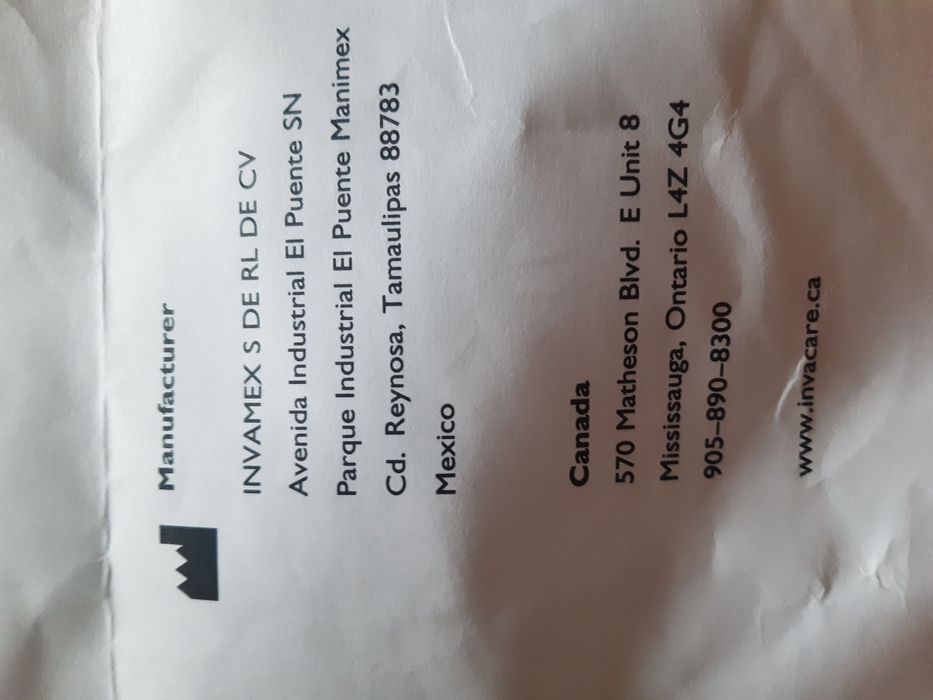 Manufacturer
INVAMEX S DE RL DE CV
Avenida Industrial El Puente SN
Parque Industrial El Puente Manimex
Cd. Reynosa, Tamaulipas 88783
Mexico
Canada
570 Matheson Blvd. E Unit 8
Mississauga, Ontario L4Z 4G4
905–890–8300
www.invacare.ca